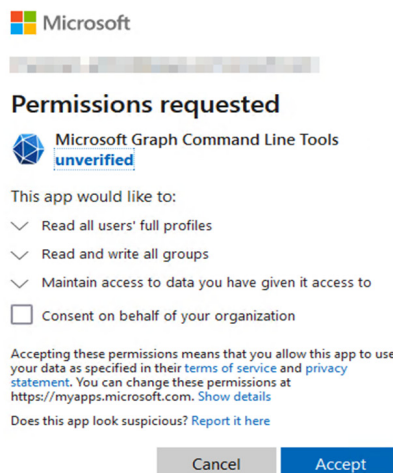 Microsoft
Permissions requested
Microsoft Graph Command Line Tools
unverified
This app would like to:
Read all users' full profiles
Read and write all groups
Maintain access to data you have given it access to
Consent on behalf of your organization
Accepting these permissions means that you allow this app to use
your data as specified in their terms of service and privacy
statement. You can change these permissions at
https://myapps.microsoft.com. Show details
Does this app look suspicious? Report it here
Cancel Accept